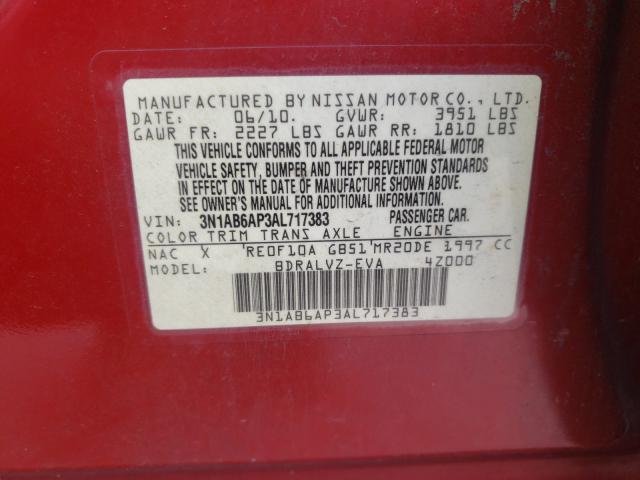 MANUFACTURED BY NISSAN MOTOR CO., LTD.
DATE: 06/10. GVWR: 3951 LBS
GAWR FR: 2227 LBS GAWR RR: 1810 LBS
THIS VEHICLE CONFORMS TO ALL APPLICABLE FEDERAL MOTOR
VEHICLE SAFETY, BUMPER AND THEFT PREVENTION STANDARDS
IN EFFECT ON THE DATE OF MANUFACTURE SHOWN ABOVE.
SEE OWNER'S MANUAL FOR ADDITIONAL INFORMATION.
VIN: 3N1AB6AP3AL717383 PASSENGER CAR.
COLOR TRIM TRANS AXLE ENGINE
NAC X RE0F10A GB51 MR20DE 1997 CC
MODEL: BDRALVZ-EVA 4Z000
3N1AB6AP3AL717383